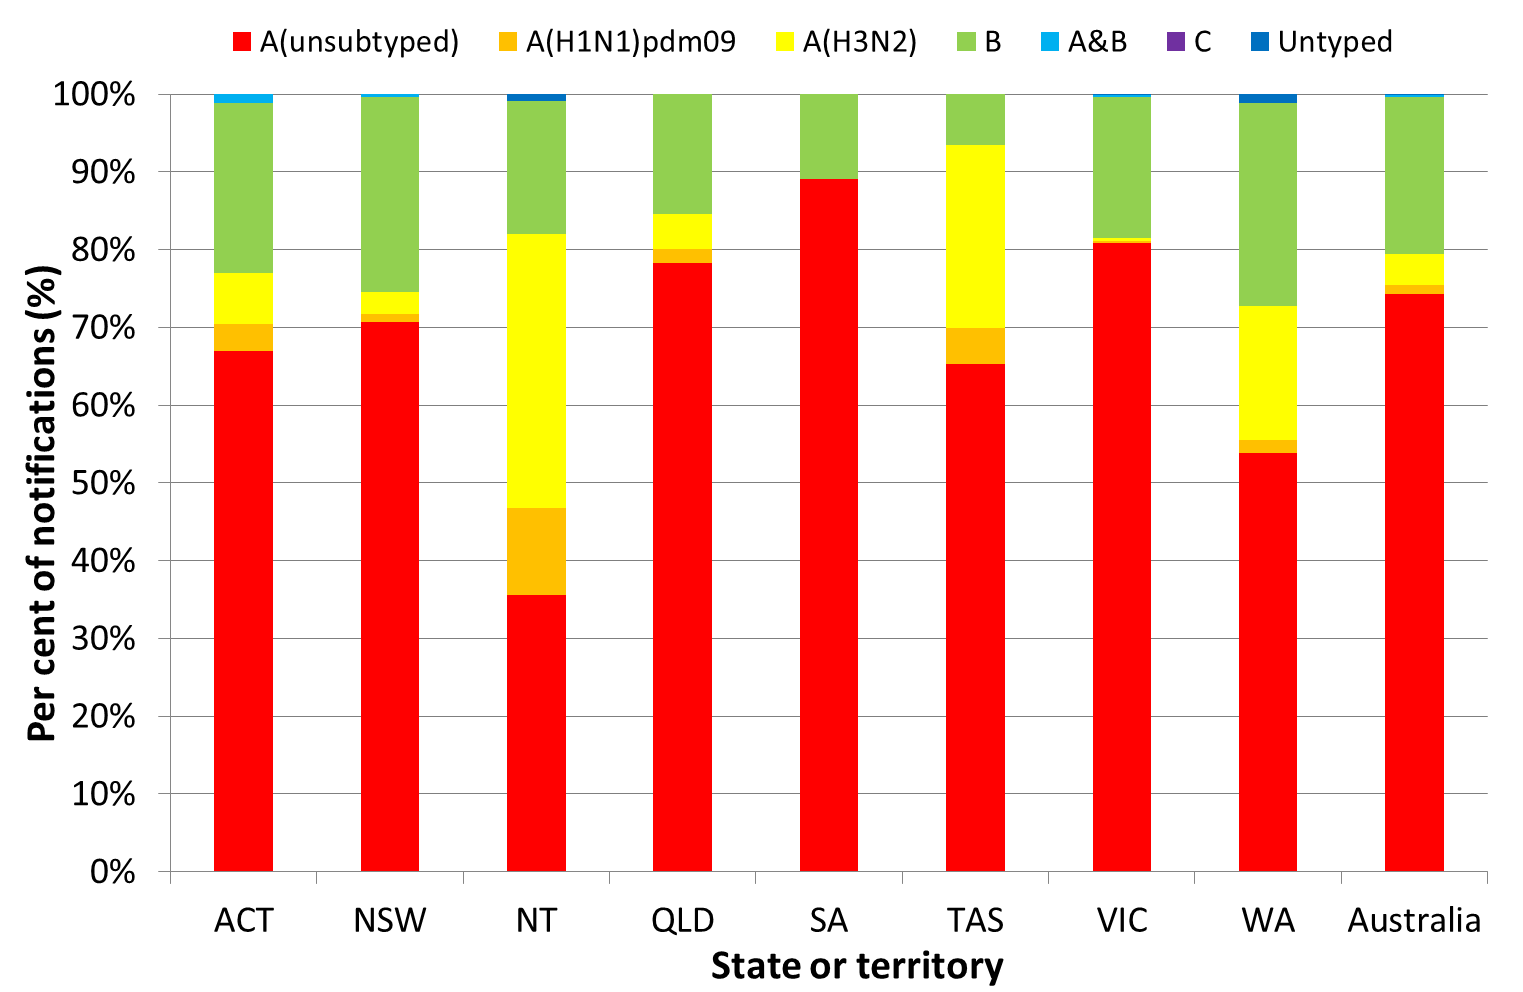 A(unsubtyped) A(H1N1)pdm09 A(H3N2) B A&B C Untyped
100%
90%
80%
70%
60%
50%
40%
30%
20%
10%
0%
Per cent of notifications (%)
ACT NSW NT QLD SA TAS VIC WA Australia
State or territory